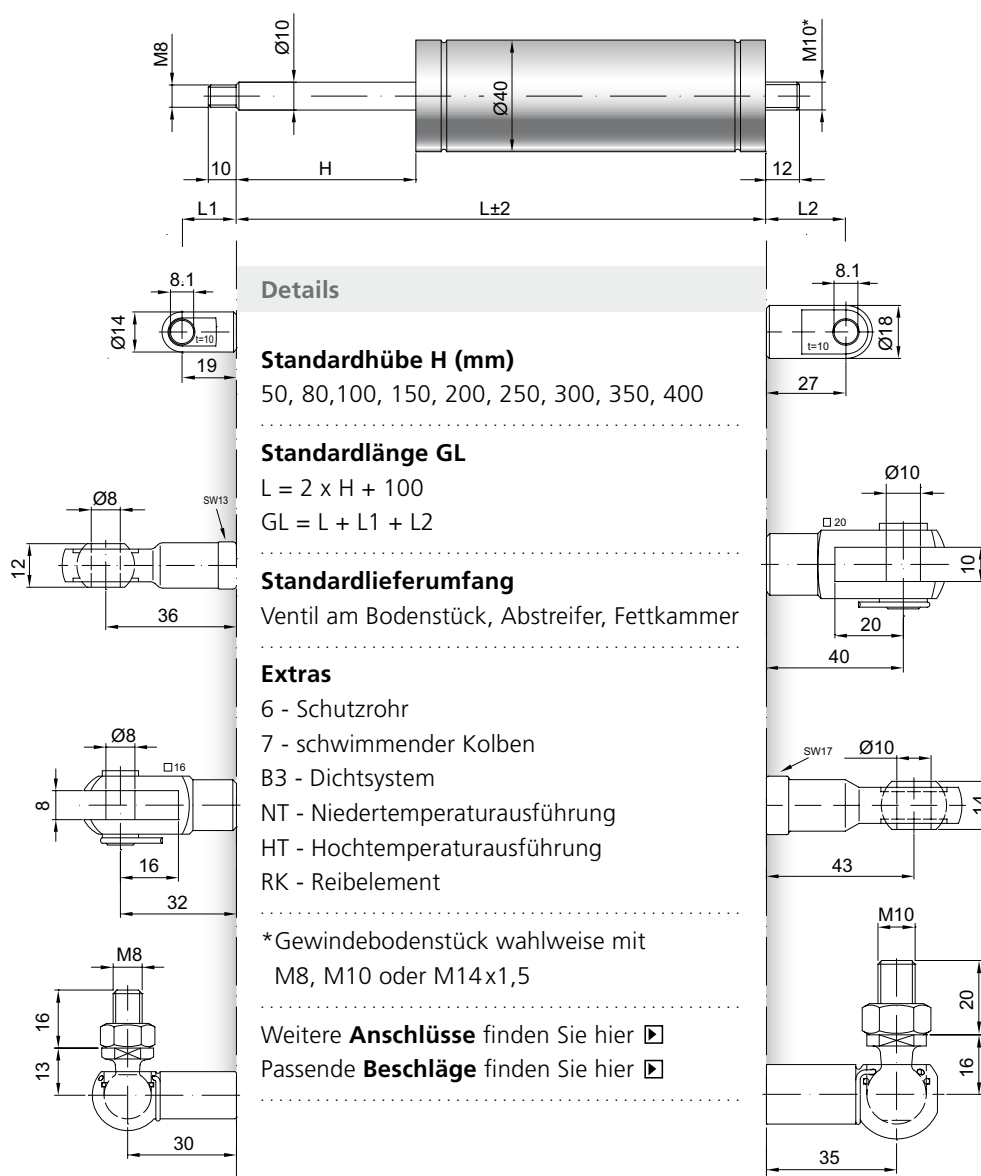 M8
Ø10
Ø40
M10*
10
H
12
L1
L±2
L2
8.1
Ø14
t=10
19
8.1
Ø18
t=10
27
Details
Standardhübe H (mm)
50, 80,100, 150, 200, 250, 300, 350, 400
Standardlänge GL
L = 2 x H + 100
GL = L + L1 + L2
Standardlieferumfang
Ventil am Bodenstück, Abstreifer, Fettkammer
Extras
6 - Schutzrohr
7 - schwimmender Kolben
B3 - Dichtsystem
NT - Niedertemperaturausführung
HT - Hochtemperaturausführung
RK - Reibelement
*Gewindebodenstück wahlweise mit
M8, M10 oder M14x1,5
Weitere Anschlüsse finden Sie hier
Passende Beschläge finden Sie hier
Ø8
SW13
12
36
Ø10
□20
10
20
40
Ø8
□16
8
16
32
SW17
Ø10
14
43
M8
16
13
30
M10
20
16
35